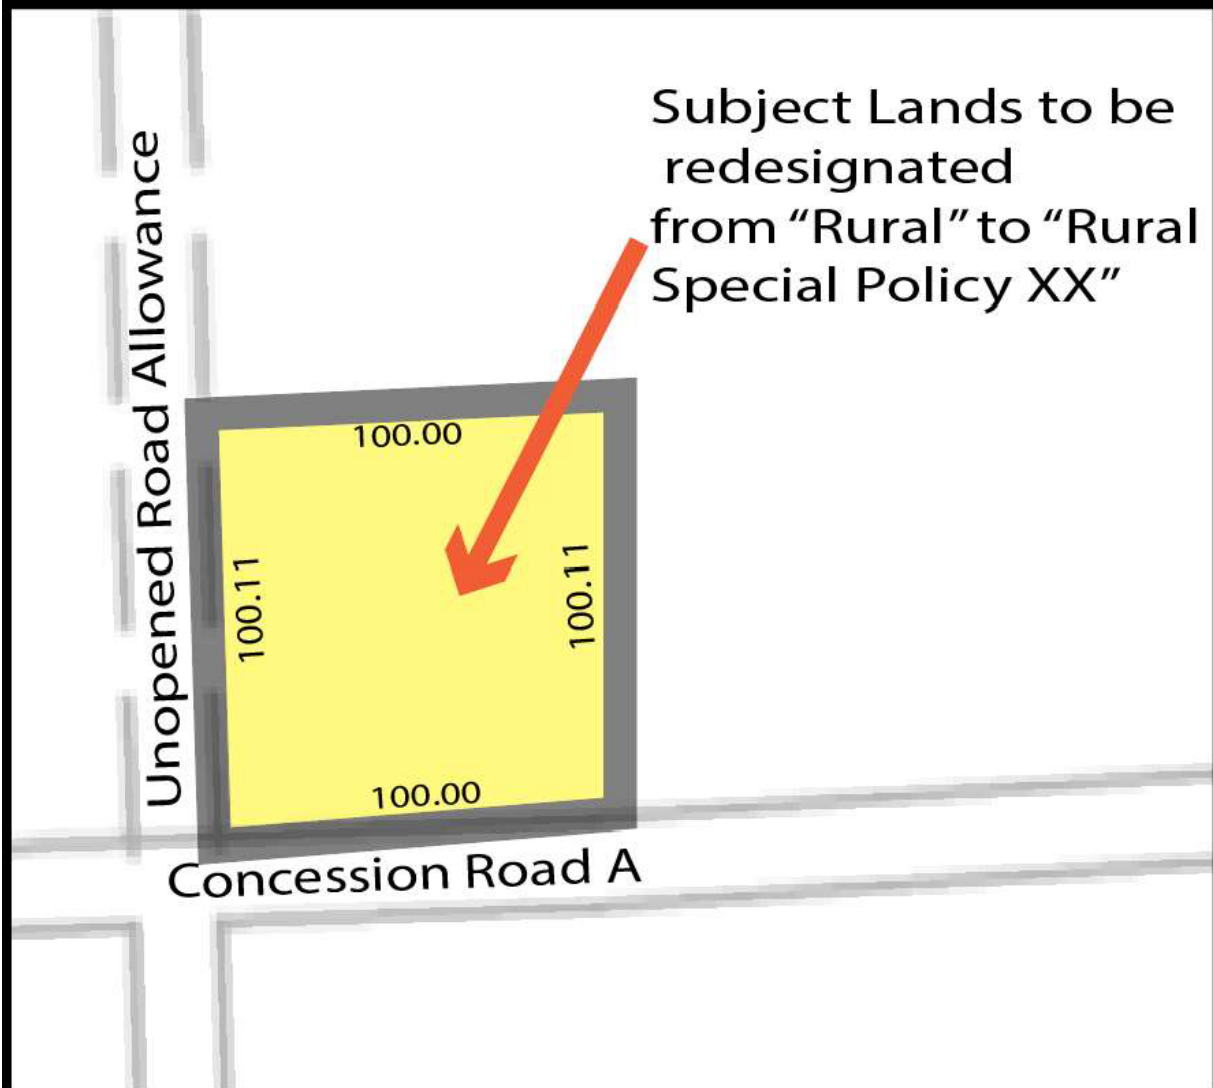 Subject Lands to be
redesignated
from “Rural” to “Rural
Special Policy XX”
Unopened Road Allowance
100.00
100.11
100.11
100.00
Concession Road A